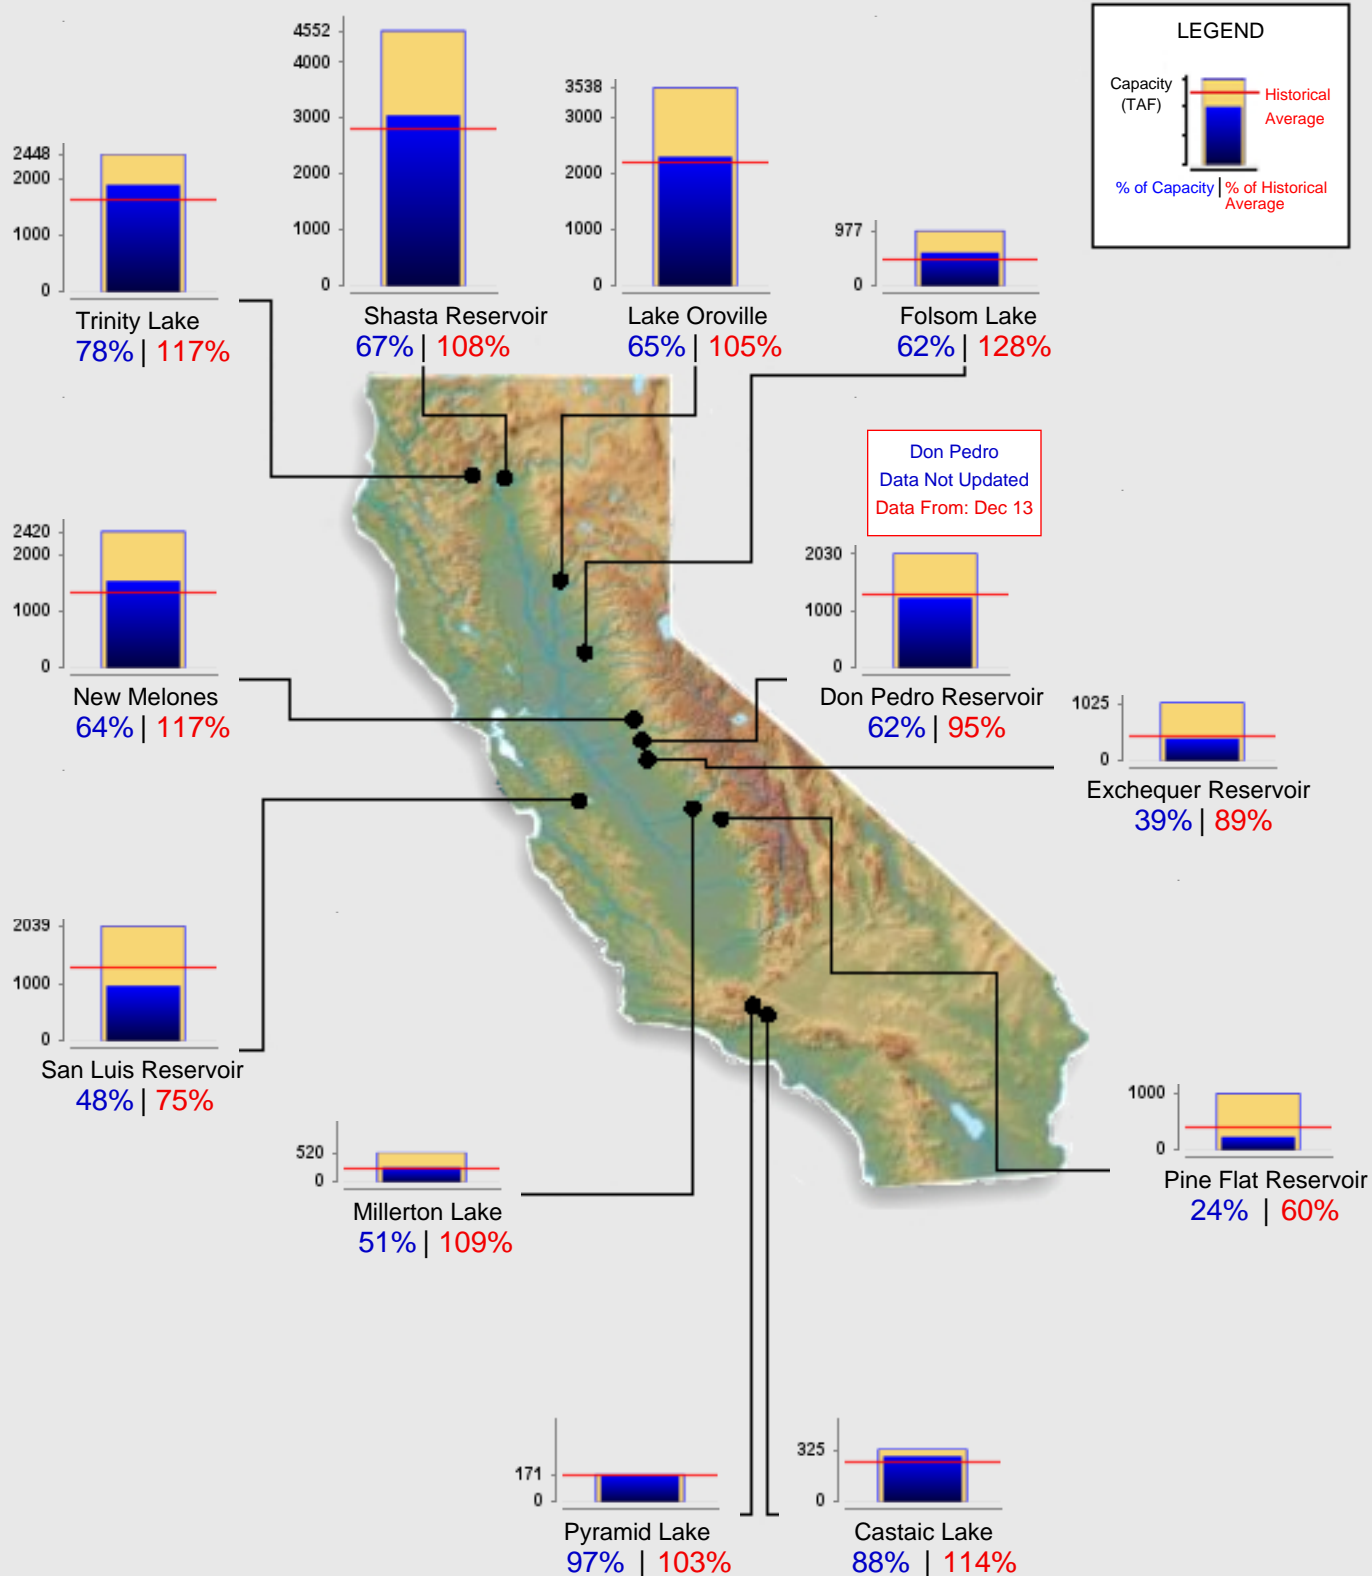 LEGEND
Capacity
(TAF)
Historical
Average
% of Capacity | % of Historical
Average
4552
4000
3000
2000
1000
0
Shasta Reservoir
67% | 108%
3538
3000
2000
1000
0
Lake Oroville
65% | 105%
2448
2000
1000
0
Trinity Lake
78% | 117%
977
0
Folsom Lake
62% | 128%
Don Pedro
Data Not Updated
Data From: Dec 13
2420
2000
1000
0
New Melones
64% | 117%
2030
1000
0
Don Pedro Reservoir
62% | 95%
1025
0
Exchequer Reservoir
39% | 89%
2039
1000
0
San Luis Reservoir
48% | 75%
520
0
Millerton Lake
51% | 109%
1000
0
Pine Flat Reservoir
24% | 60%
171
0
Pyramid Lake
97% | 103%
325
0
Castaic Lake
88% | 114%